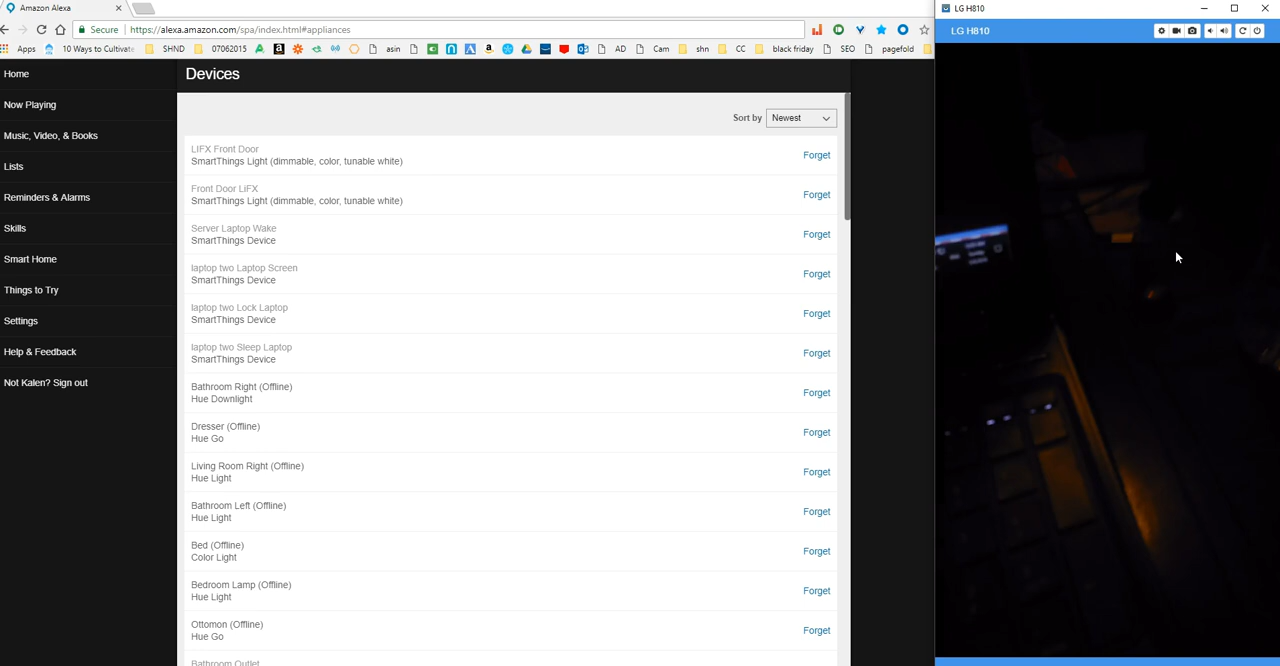 Amazon Alexa
LG H810
Secure
https://alexa.amazon.com/spa/index.html#appliances
LG H810
Apps
10 Ways to Cultivate
SHND
07062015
asin
AD
Cam
shn
CC
black friday
SEO
pagefold
Home
Now Playing
Music, Video, & Books
Lists
Reminders & Alarms
Skills
Smart Home
Things to Try
Settings
Help & Feedback
Not Kalen? Sign out
Devices
Sort by Newest
LIFX Front Door
SmartThings Light (dimmable, color, tunable white)
Forget
Front Door LiFX
SmartThings Light (dimmable, color, tunable white)
Forget
Server Laptop Wake
SmartThings Device
Forget
laptop two Laptop Screen
SmartThings Device
Forget
laptop two Lock Laptop
SmartThings Device
Forget
laptop two Sleep Laptop
SmartThings Device
Forget
Bathroom Right (Offline)
Hue Downlight
Forget
Dresser (Offline)
Hue Go
Forget
Living Room Right (Offline)
Hue Light
Forget
Bathroom Left (Offline)
Hue Light
Forget
Bed (Offline)
Color Light
Forget
Bedroom Lamp (Offline)
Hue Light
Forget
Ottomon (Offline)
Hue Go
Forget
Bathroom Outlet